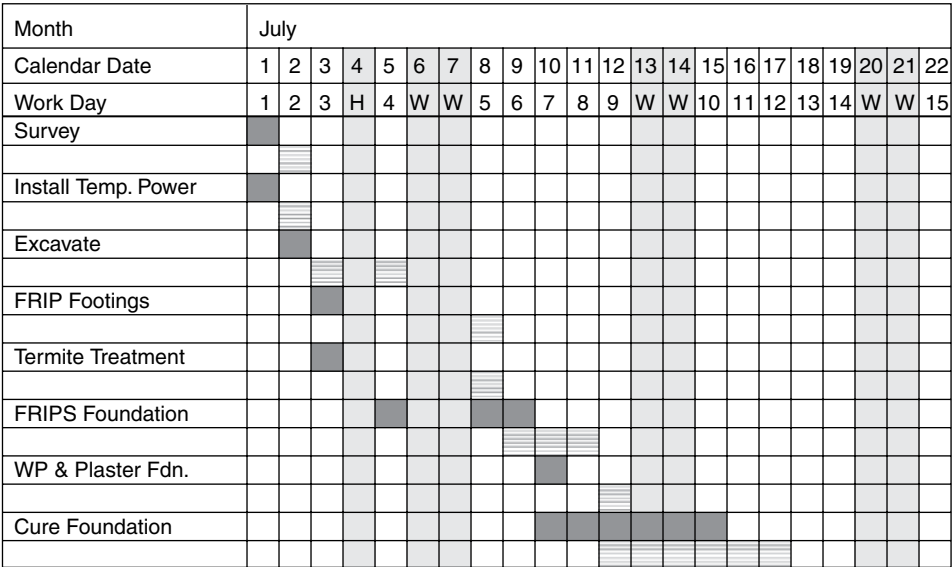 Month July
Calendar Date 1 2 3 4 5 6 7 8 9 10 11 12 13 14 15 16 17 18 19 20 21 22
Work Day 1 2 3 H 4 W W 5 6 7 8 9 W W 10 11 12 13 14 W W 15
Survey
Install Temp. Power
Excavate
FRIP Footings
Termite Treatment
FRIPS Foundation
WP & Plaster Fdn.
Cure Foundation